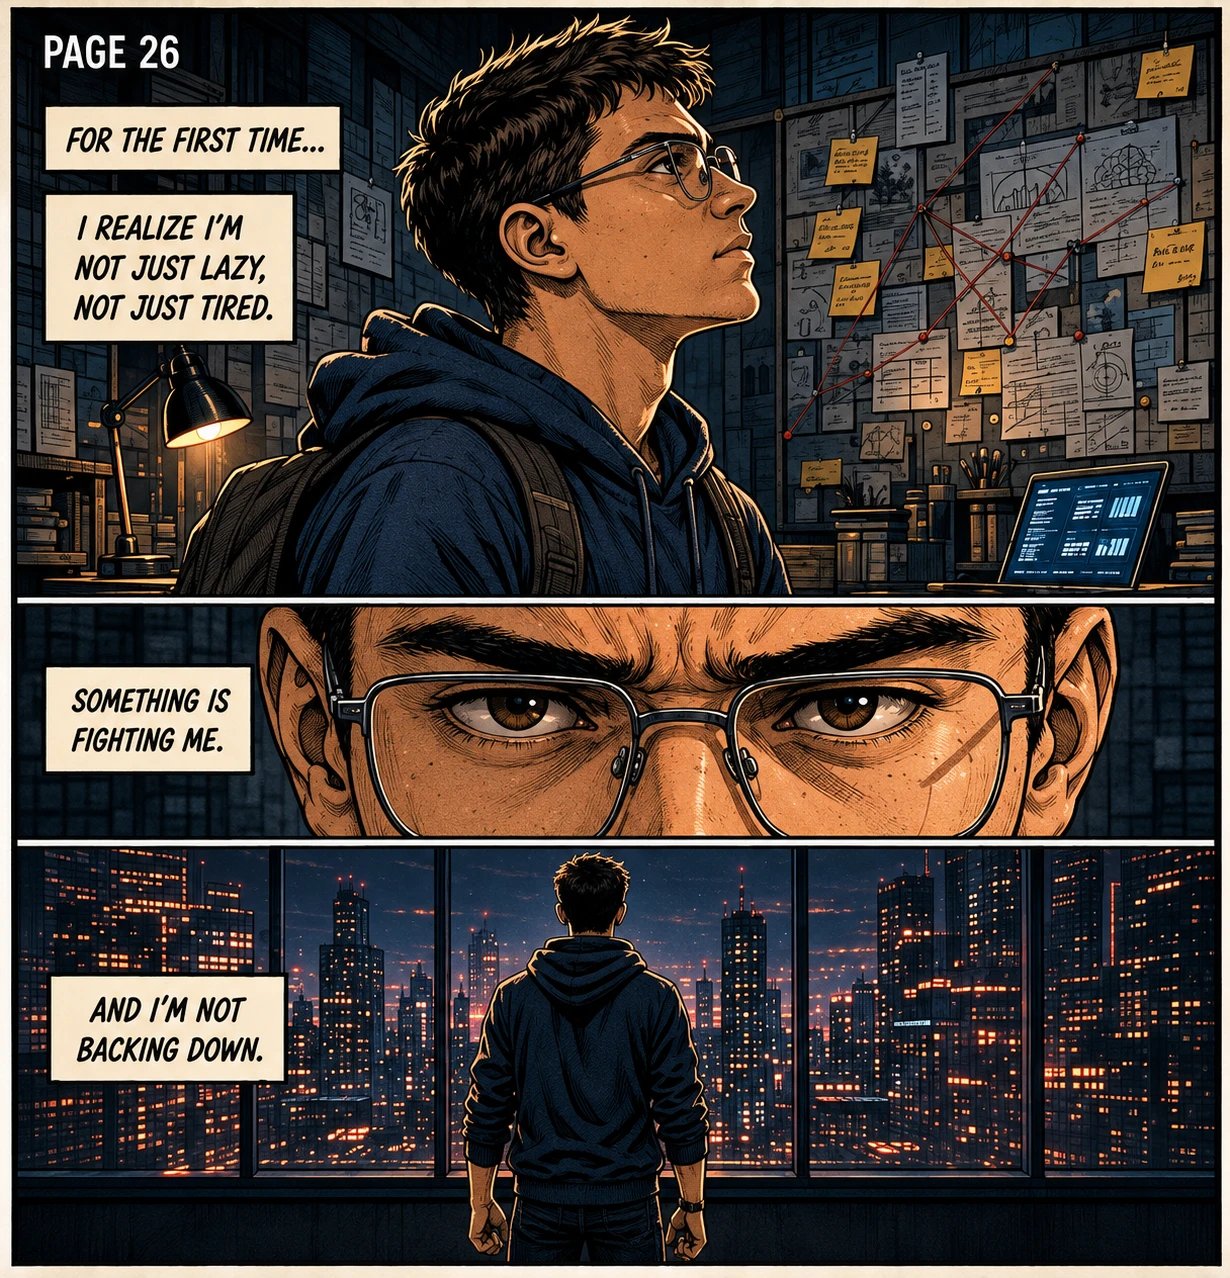 PAGE 26
FOR THE FIRST TIME...
I REALIZE I'M
NOT JUST LAZY,
NOT JUST TIRED.
SOMETHING IS
FIGHTING ME.
AND I'M NOT
BACKING DOWN.